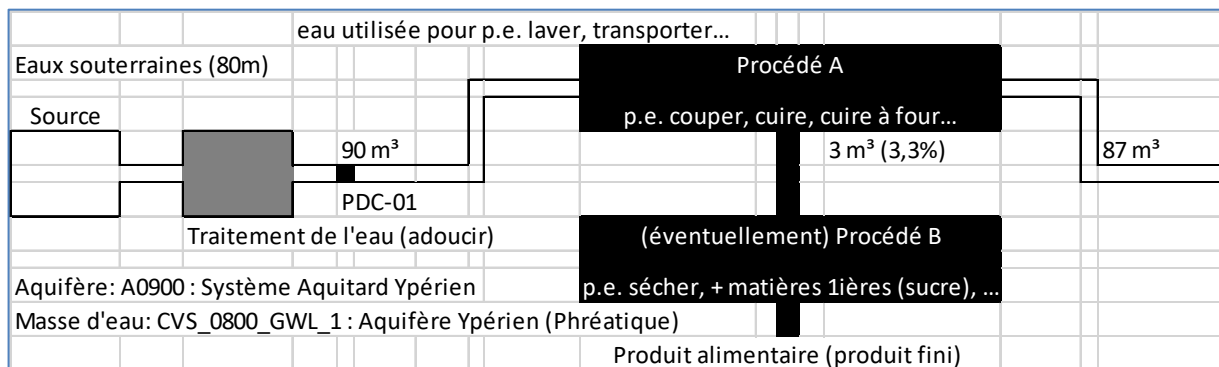 eau utilisée pour p.e. laver, transporter…
Eaux souterraines (80m)
Procédé A
Source
p.e. couper, cuire, cuire à four…
90 m³
3 m³ (3,3%)
87 m³
PDC-01
Traitement de l'eau (adoucir)
(éventuellement) Procédé B
Aquifère: A0900 : Système Aquitard Ypérien
p.e. sécher, + matières 1ières (sucre), …
Masse d'eau: CVS_0800_GWL_1 : Aquifère Ypérien (Phréatique)
Produit alimentaire (produit fini)